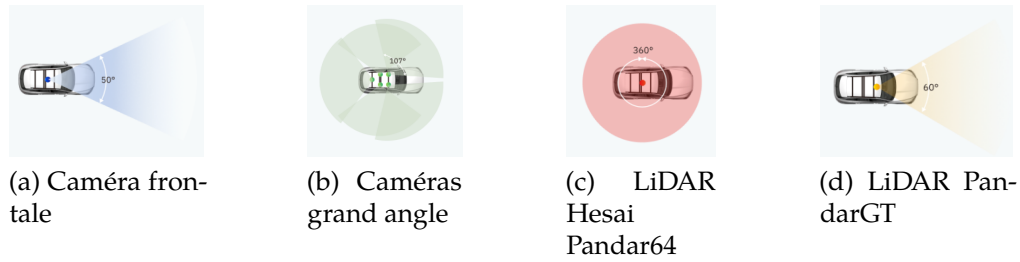 50°
107°
360°
60°
(a) Caméra fron-
tale
(b) Caméras
grand angle
(c) LiDAR
Hesai
Pandar64
(d) LiDAR Pan-
darGT